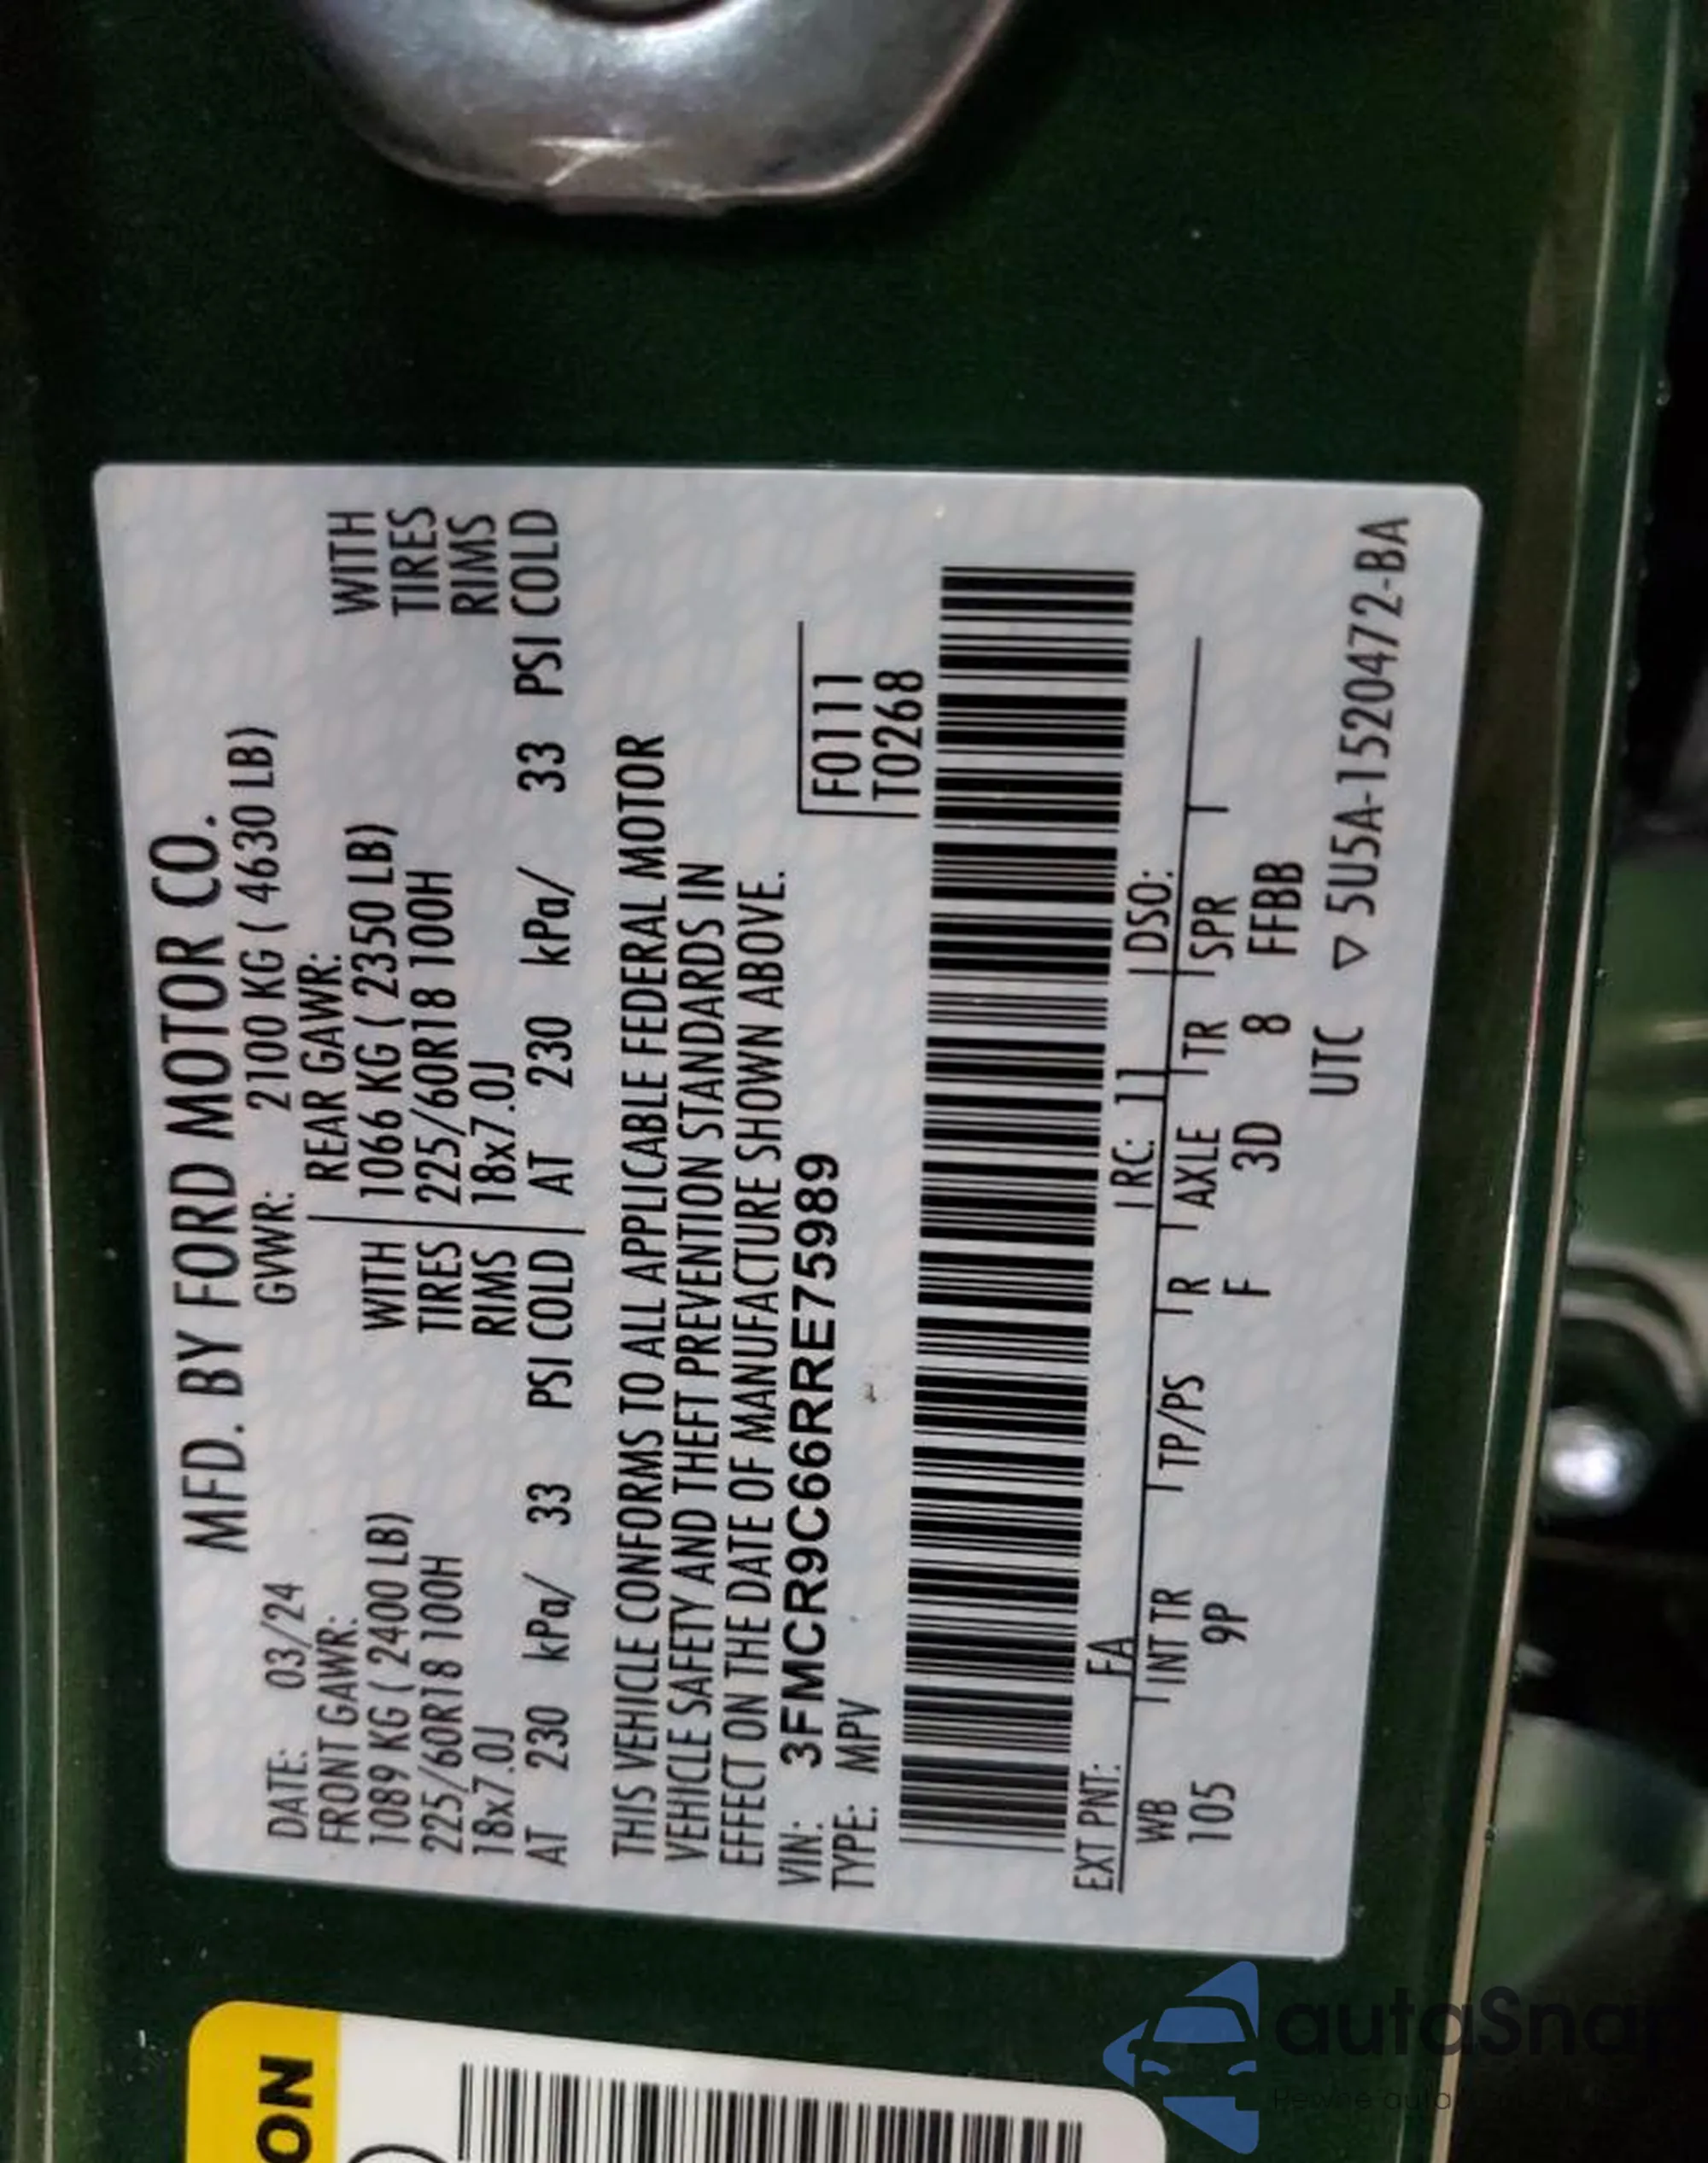 MFD. BY FORD MOTOR CO.
DATE: 03/24 GVWR: 2100 KG ( 4630 LB)
FRONT GAWR: REAR GAWR:
1089 KG ( 2400 LB) WITH 1066 KG ( 2350 LB) WITH
225/60R18 100H TIRES 225/60R18 100H TIRES
18x7.0J RIMS 18x7.0J RIMS
AT 230 kPa/ 33 PSI COLD AT 230 kPa/ 33 PSI COLD
THIS VEHICLE CONFORMS TO ALL APPLICABLE FEDERAL MOTOR
VEHICLE SAFETY AND THEFT PREVENTION STANDARDS IN
EFFECT ON THE DATE OF MANUFACTURE SHOWN ABOVE.
VIN: 3FMCR9C66RRE75989
TYPE: MPV
F0111
T0268
EXT PNT: FA RC: 11 DSO:
WB INT TR TP/PS R AXLE TR SPR
105 9P F 3D 8 FFBB
UTC ▽ 5U5A-1520472-BA
ON
autaSna
Pewne auta